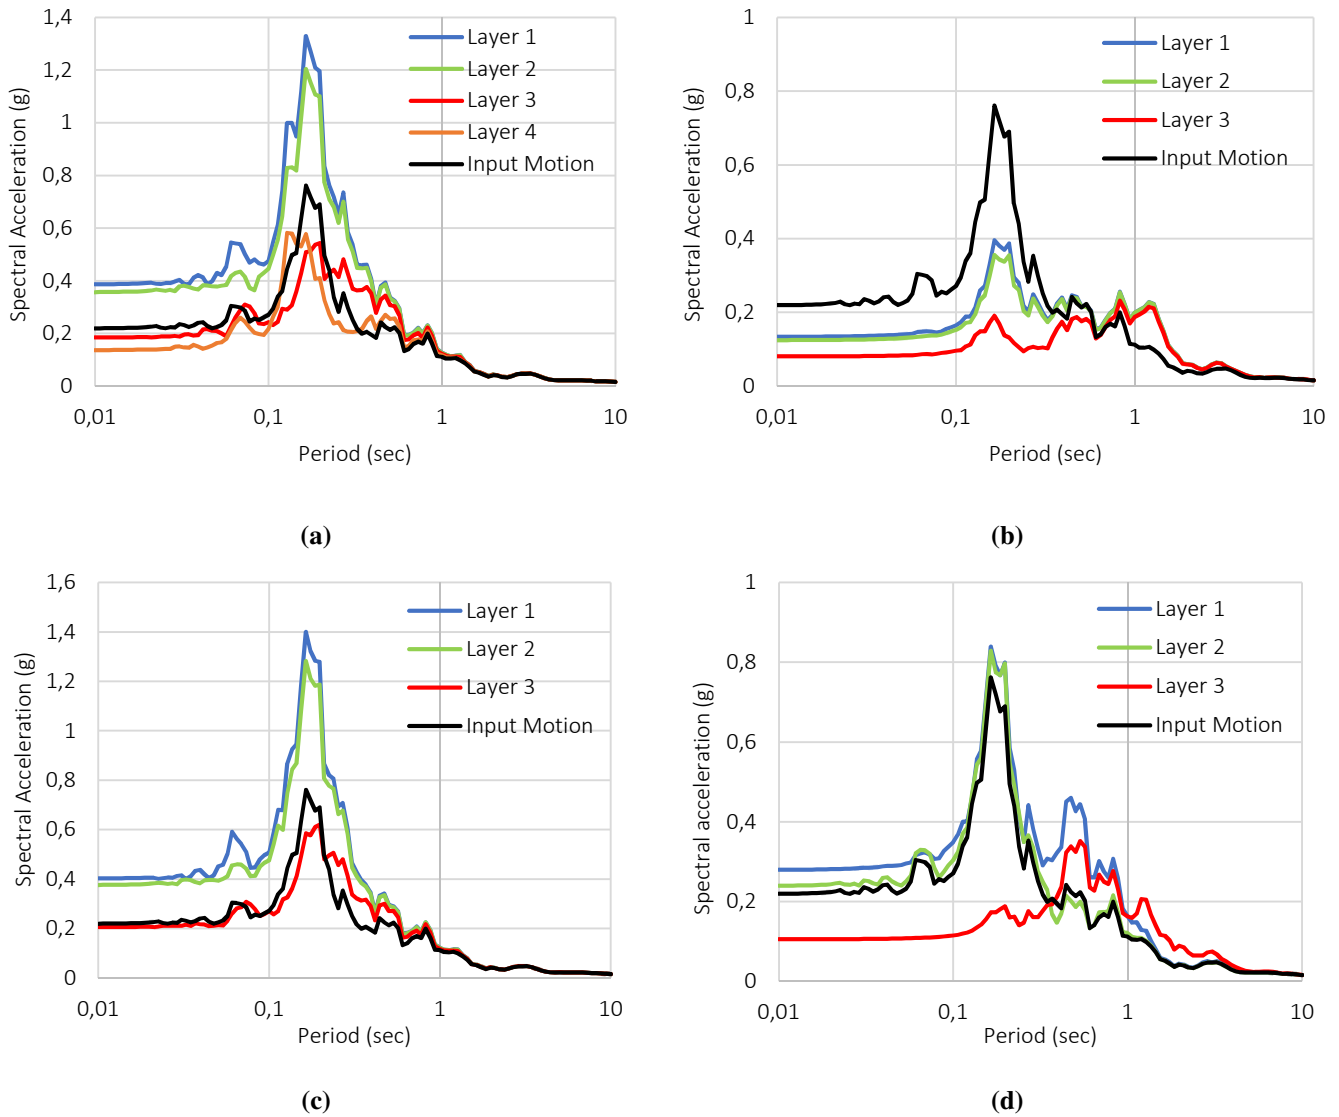 1,4
1,2
1
0,8
0,6
0,4
0,2
0
Spectral Acceleration (g)
Layer 1
Layer 2
Layer 3
Layer 4
Input Motion
0,01
0,1
1
10
Period (sec)
(a)
1
0,8
0,6
0,4
0,2
0
Spectral Acceleration (g)
Layer 1
Layer 2
Layer 3
Input Motion
0,01
0,1
1
10
Period (sec)
(b)
1,6
1,4
1,2
1
0,8
0,6
0,4
0,2
0
Spectral Acceleration (g)
Layer 1
Layer 2
Layer 3
Input Motion
0,01
0,1
1
10
Period (sec)
(c)
1
0,8
0,6
0,4
0,2
0
Spectral acceleration (g)
Layer 1
Layer 2
Layer 3
Input Motion
0,01
0,1
1
10
Period (sec)
(d)